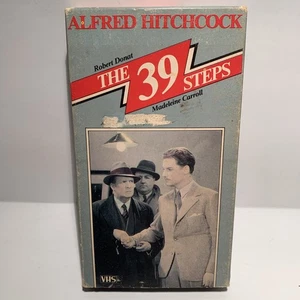 ALFRED HITCHCOCK
Robert Donat
THE 39 STEPS
Madeleine Carroll
VHS